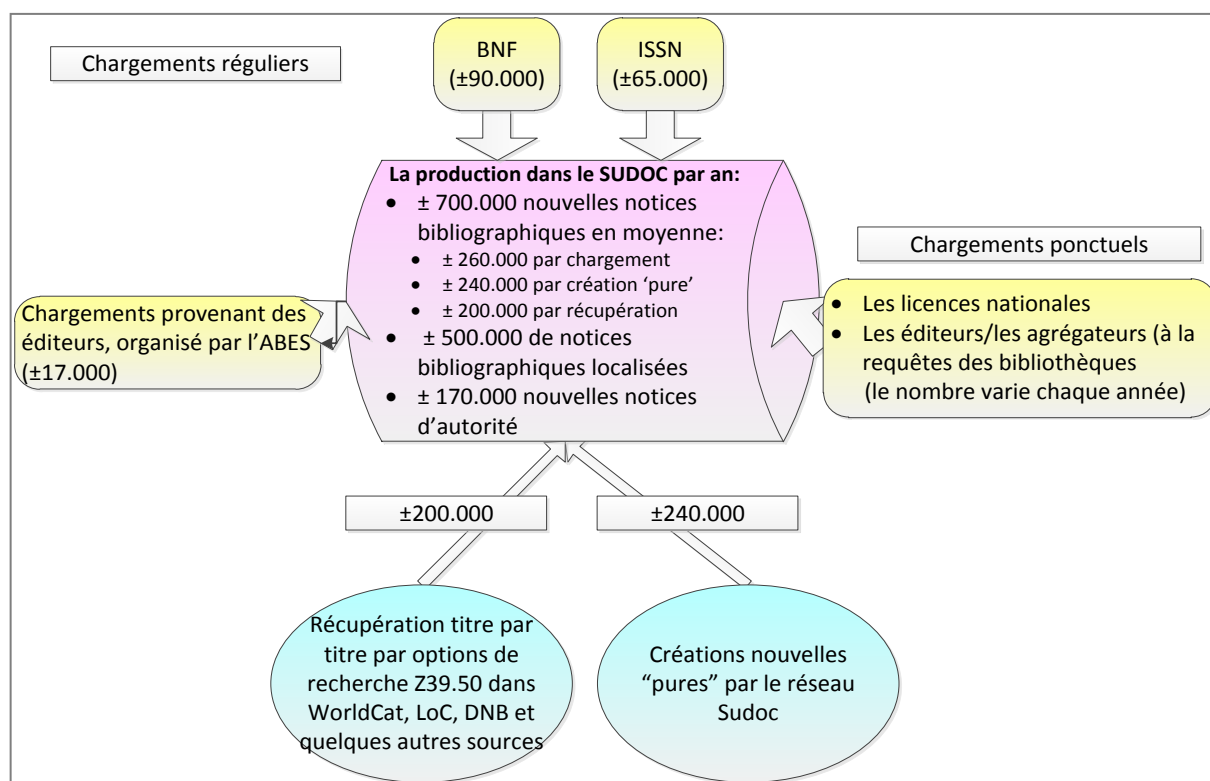 Chargements réguliers
BNF
(±90.000)
ISSN
(±65.000)
La production dans le SUDOC par an:
• ± 700.000 nouvelles notices
bibliographiques en moyenne:
• ± 260.000 par chargement
• ± 240.000 par création ‘pure’
• ± 200.000 par récupération
• ± 500.000 de notices
bibliographiques localisées
• ± 170.000 nouvelles notices
d’autorité
Chargements provenant des
éditeurs, organisé par l’ABES
(±17.000)
Chargements ponctuels
• Les licences nationales
• Les éditeurs/les agrégateurs (à la
requêtes des bibliothèques
(le nombre varie chaque année)
±200.000
±240.000
Récupération titre par
titre par options de
recherche Z39.50 dans
WorldCat, LoC, DNB et
quelques autres sources
Créations nouvelles
“pures” par le réseau
Sudoc